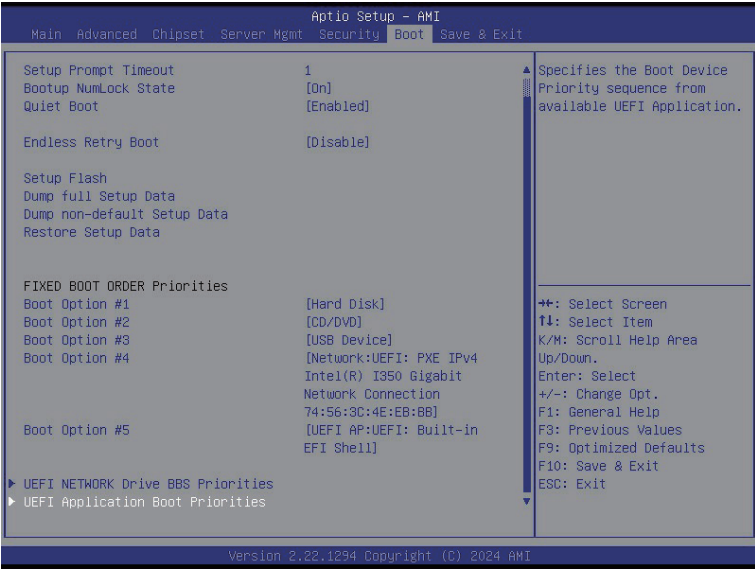 Aptio Setup – AMI
Main Advanced Chipset Server Mgmt Security Boot Save & Exit
Setup Prompt Timeout 1
Bootup NumLock State [On]
Quiet Boot [Enabled]
Endless Retry Boot [Disable]
Setup Flash
Dump full Setup Data
Dump non-default Setup Data
Restore Setup Data
FIXED BOOT ORDER Priorities
Boot Option #1 [Hard Disk]
Boot Option #2 [CD/DVD]
Boot Option #3 [USB Device]
Boot Option #4 [Network:UEFI: PXE IPv4
Intel(R) I350 Gigabit
Network Connection
74:56:3C:4E:EB:BB]
Boot Option #5 [UEFI AP:UEFI: Built-in
EFI Shell]
UEFI NETWORK Drive BBS Priorities
UEFI Application Boot Priorities
Specifies the Boot Device
Priority sequence from
available UEFI Application.
→←: Select Screen
↑↓: Select Item
K/M: Scroll Help Area
Up/Down.
Enter: Select
+/-: Change Opt.
F1: General Help
F3: Previous Values
F9: Optimized Defaults
F10: Save & Exit
ESC: Exit
Version 2.22.1294 Copyright (C) 2024 AMI